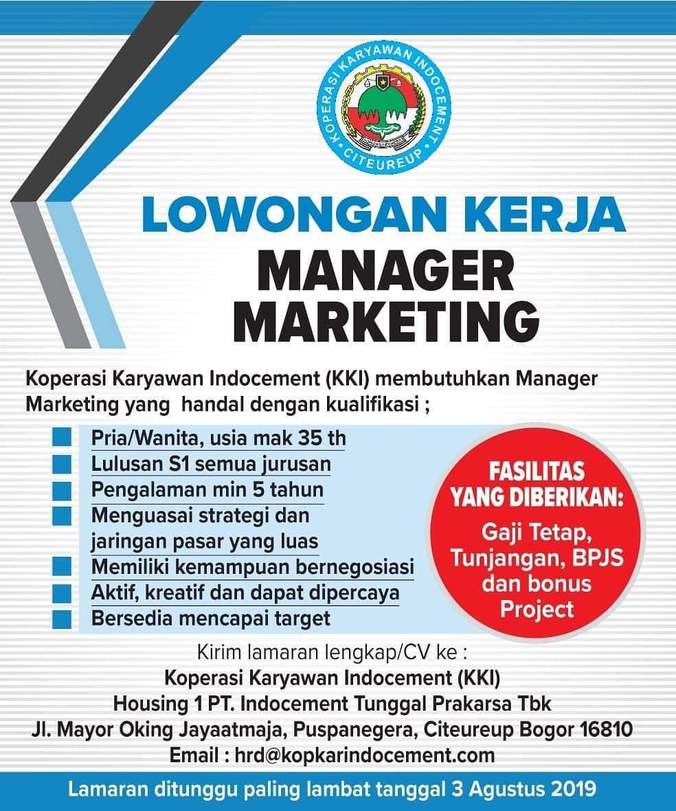 KOPERASI KARYAWAN INDOCEMENT
CITEUREUP
LOWONGAN KERJA
MANAGER
MARKETING
Koperasi Karyawan Indocement (KKI) membutuhkan Manager
Marketing yang handal dengan kualifikasi ;
Pria/Wanita, usia mak 35 th
Lulusan S1 semua jurusan
Pengalaman min 5 tahun
Menguasai strategi dan
jaringan pasar yang luas
Memiliki kemampuan bernegosiasi
Aktif, kreatif dan dapat dipercaya
Bersedia mencapai target
FASILITAS
YANG DIBERIKAN:
Gaji Tetap,
Tunjangan, BPJS
dan bonus
Project
Kirim lamaran lengkap/CV ke :
Koperasi Karyawan Indocement (KKI)
Housing 1 PT. Indocement Tunggal Prakarsa Tbk
Jl. Mayor Oking Jayaatmaja, Puspanegera, Citeureup Bogor 16810
Email : hrd@kopkarindocement.com
Lamaran ditunggu paling lambat tanggal 3 Agustus 2019